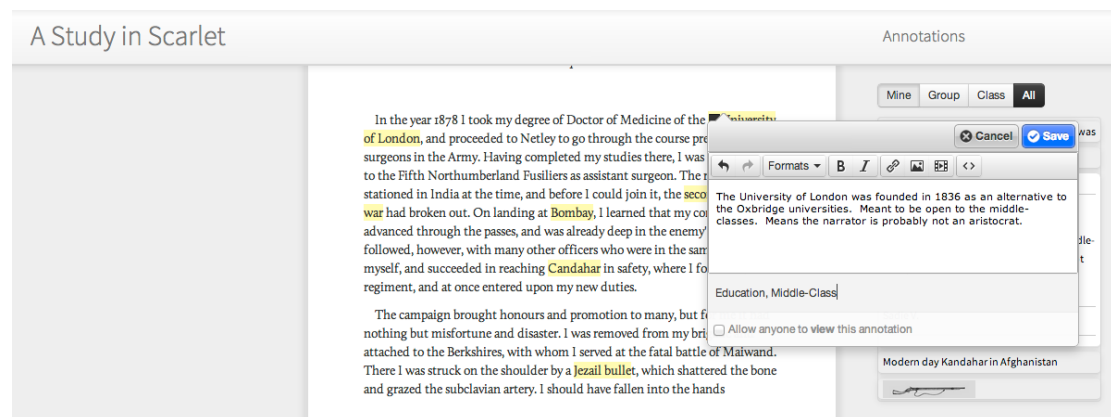 A Study in Scarlet
Annotations
Mine Group Class All
In the year 1878 I took my degree of Doctor of Medicine of the University
of London, and proceeded to Netley to go through the course pre
surgeons in the Army. Having completed my studies there, I was
to the Fifth Northumberland Fusiliers as assistant surgeon. The r
stationed in India at the time, and before I could join it, the seco
war had broken out. On landing at Bombay, I learned that my co
advanced through the passes, and was already deep in the enemy'
followed, however, with many other officers who were in the sam
myself, and succeeded in reaching Candahar in safety, where I fo
regiment, and at once entered upon my new duties.
The campaign brought honours and promotion to many, but f
nothing but misfortune and disaster. I was removed from my bri
attached to the Berkshires, with whom I served at the fatal battle of Maiwand.
There I was struck on the shoulder by a Jezail bullet, which shattered the bone
and grazed the subclavian artery. I should have fallen into the hands
Cancel Save
was
Formats B I
The University of London was founded in 1836 as an alternative to
the Oxbridge universities. Meant to be open to the middle-
classes. Means the narrator is probably not an aristocrat.
dle-
t
Education, Middle-Class
Allow anyone to view this annotation
Modern day Kandahar in Afghanistan